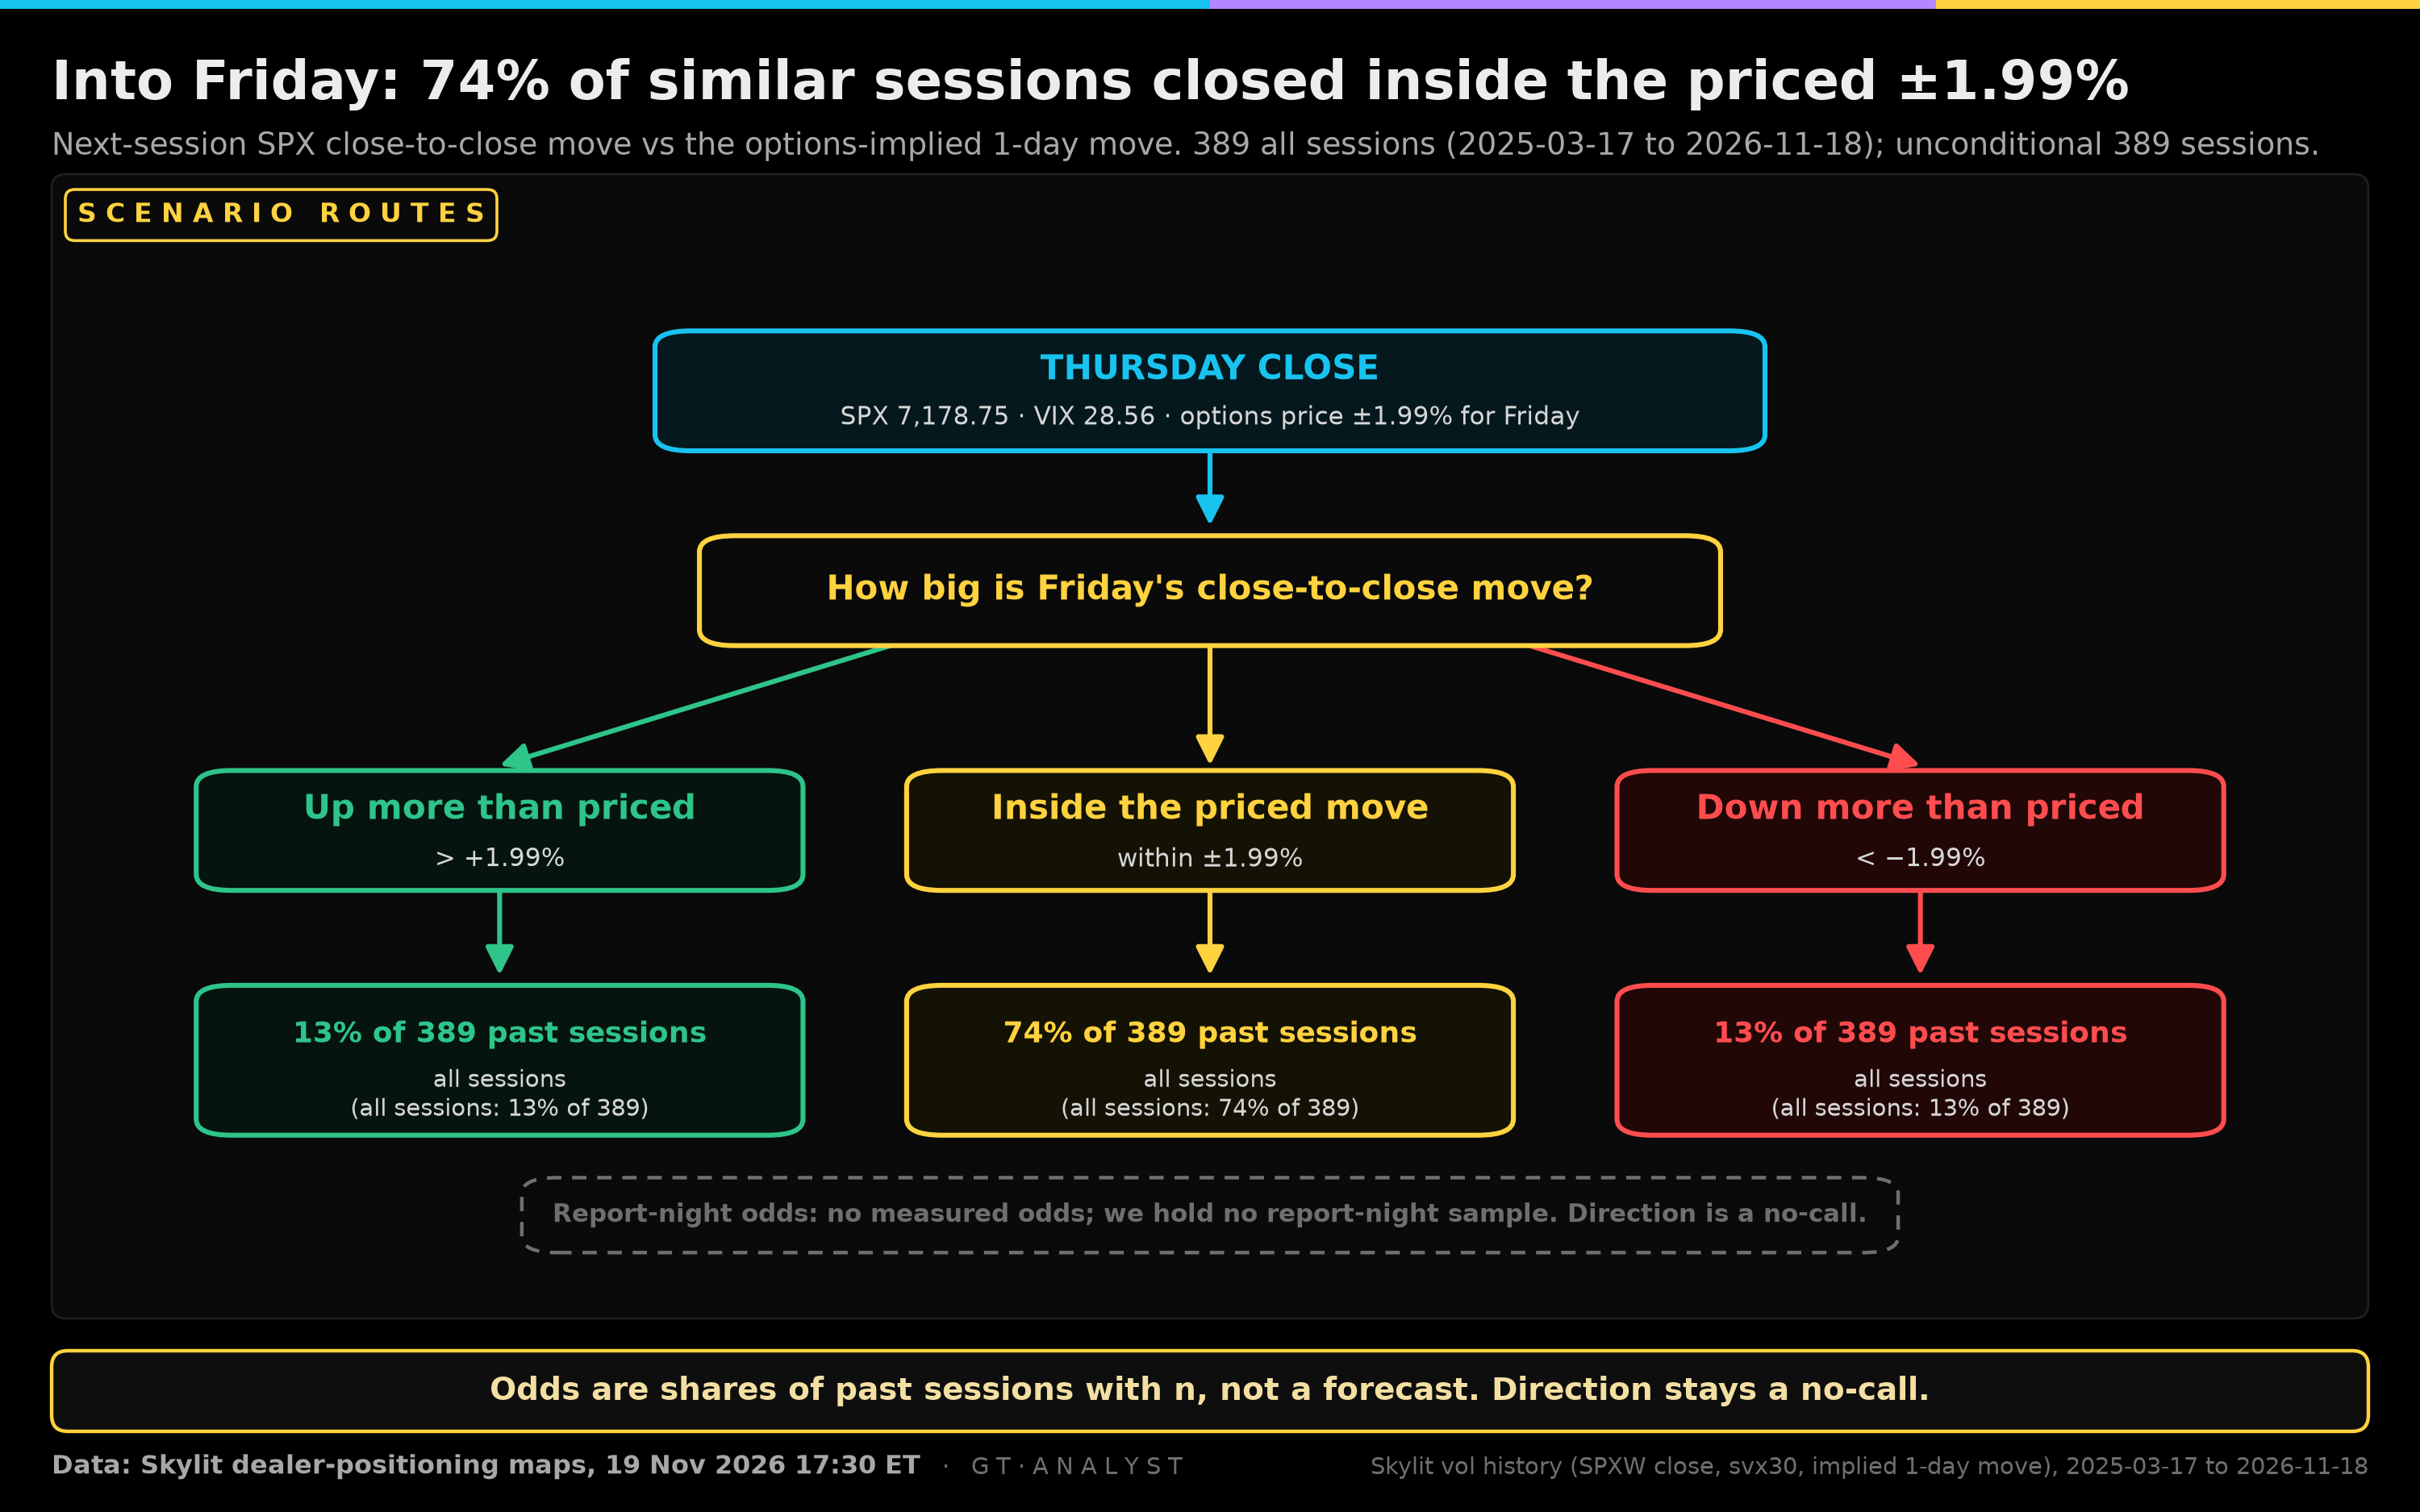 Into Friday: 74% of similar sessions closed inside the priced ±1.99%
Next-session SPX close-to-close move vs the options-implied 1-day move. 389 all sessions (2025-03-17 to 2026-11-18); unconditional 389 sessions.
SCENARIO ROUTES
THURSDAY CLOSE
SPX 7,178.75 · VIX 28.56 · options price ±1.99% for Friday
How big is Friday's close-to-close move?
Up more than priced
> +1.99%
Inside the priced move
within ±1.99%
Down more than priced
< −1.99%
13% of 389 past sessions
all sessions
(all sessions: 13% of 389)
74% of 389 past sessions
all sessions
(all sessions: 74% of 389)
13% of 389 past sessions
all sessions
(all sessions: 13% of 389)
Report-night odds: no measured odds; we hold no report-night sample. Direction is a no-call.
Odds are shares of past sessions with n, not a forecast. Direction stays a no-call.
Data: Skylit dealer-positioning maps, 19 Nov 2026 17:30 ET · GT·ANALYST
Skylit vol history (SPXW close, svx30, implied 1-day move), 2025-03-17 to 2026-11-18